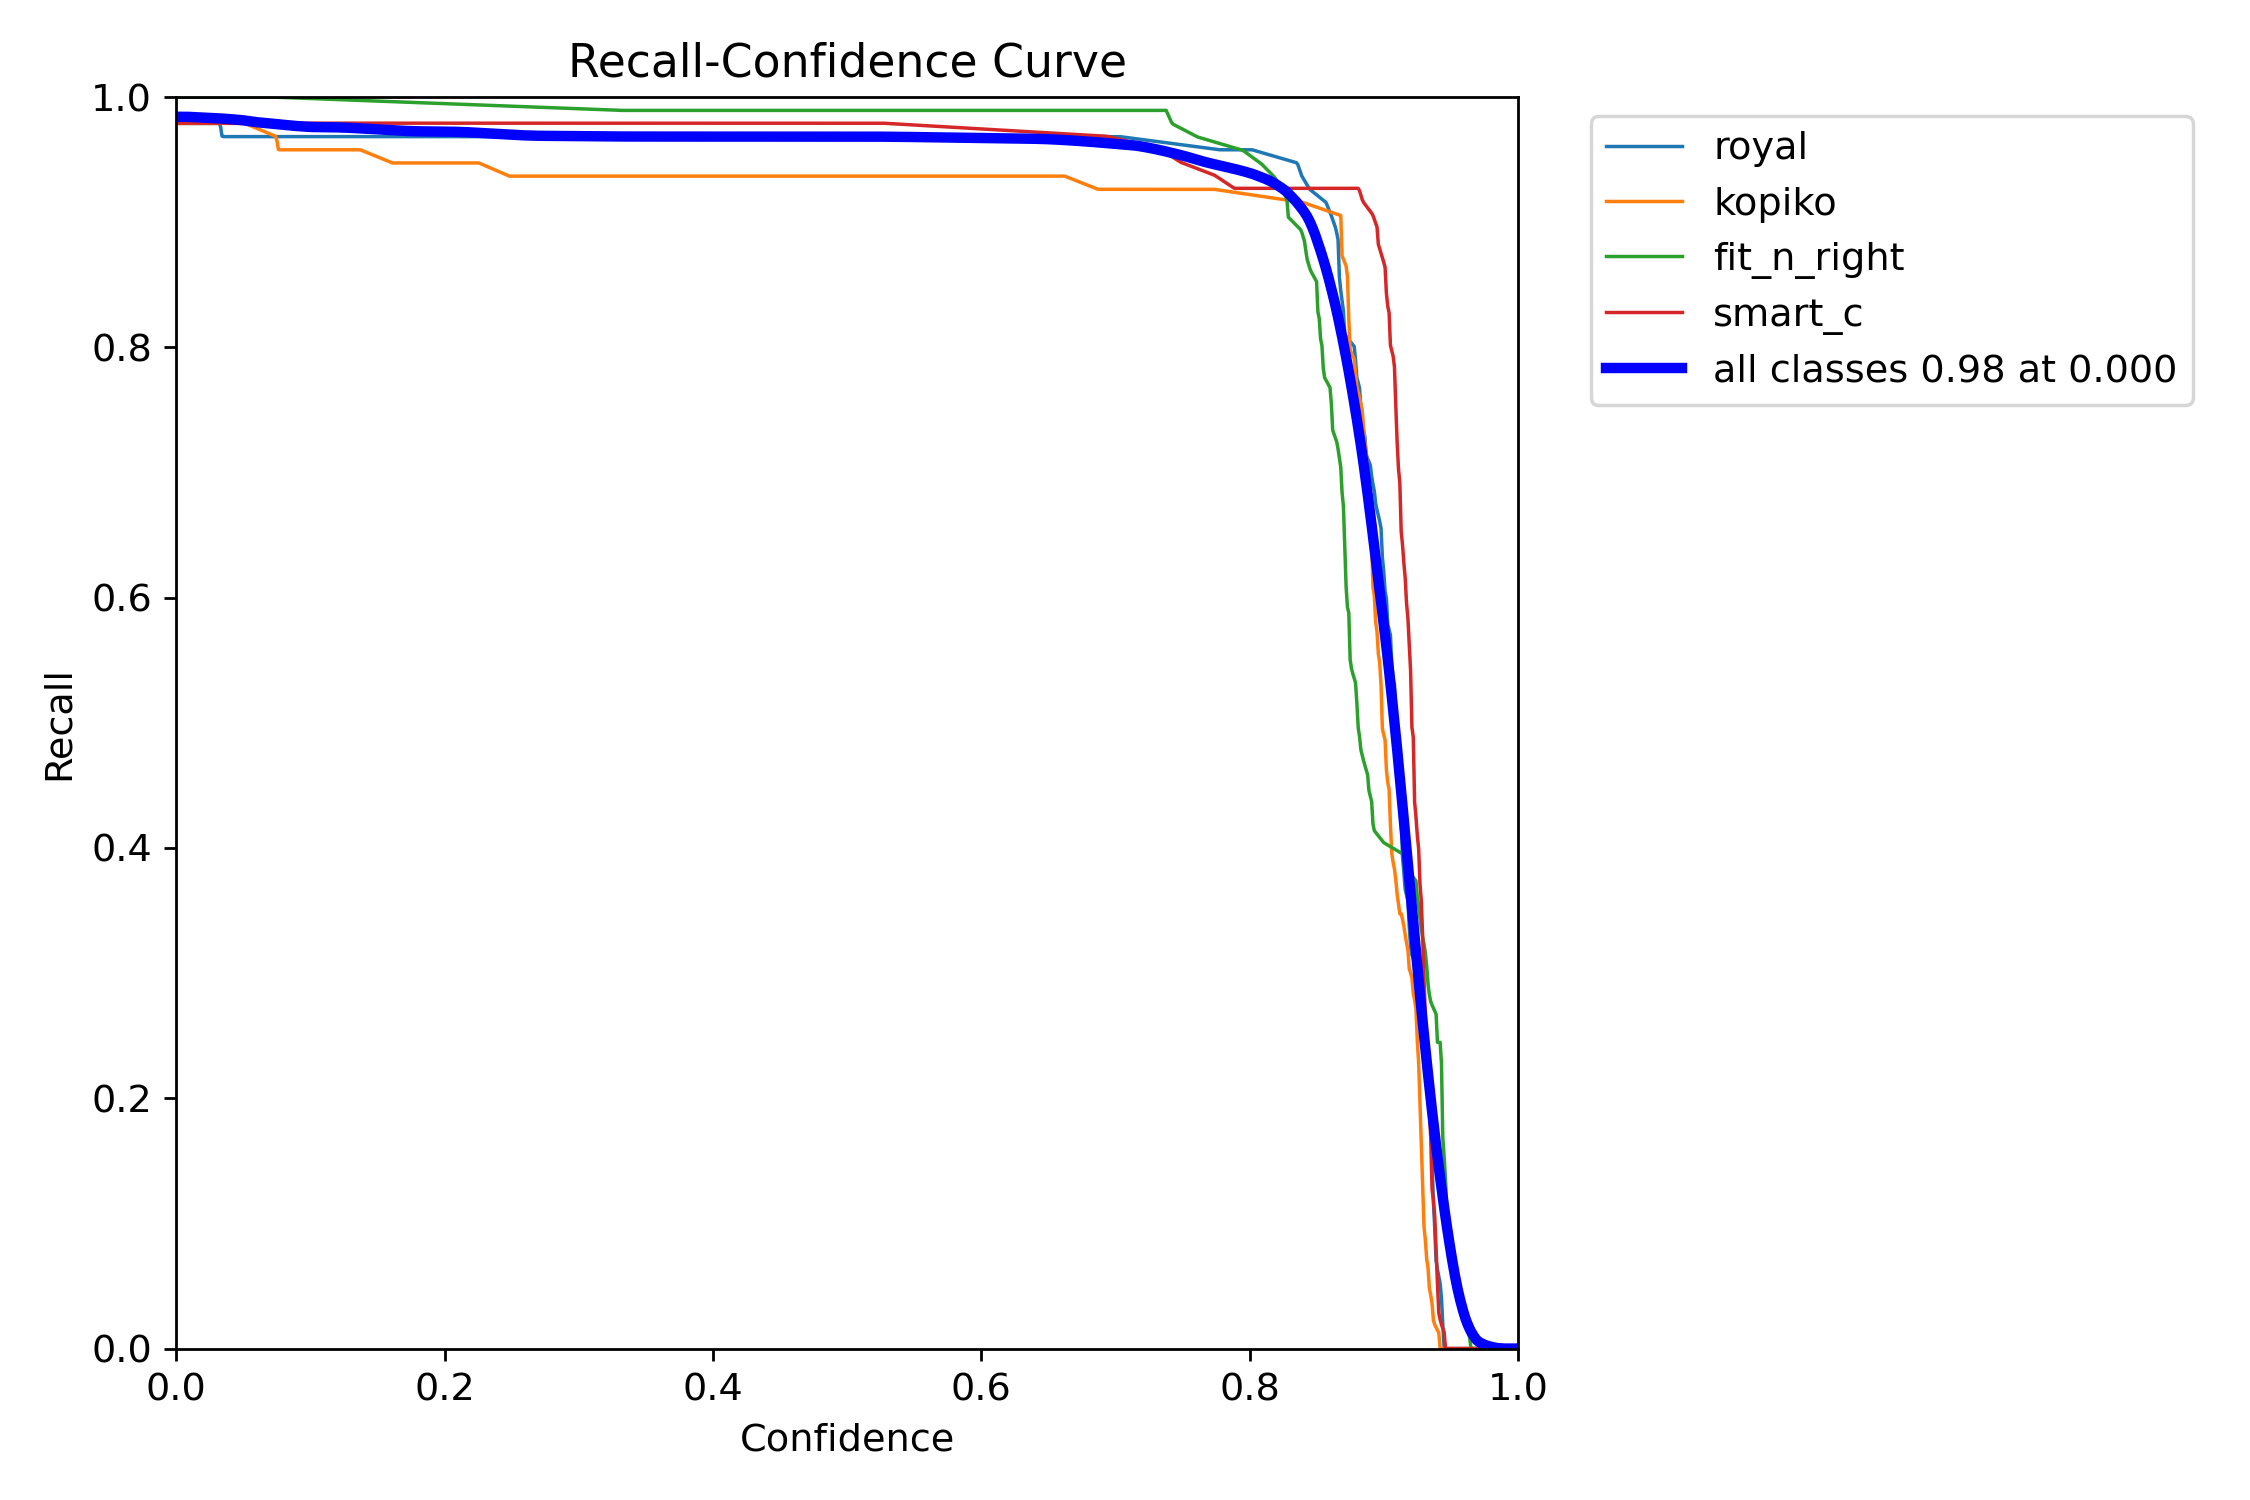 Recall-Confidence Curve
1.0
0.8
0.6
0.4
0.2
0.0
Recall
0.0 0.2 0.4 0.6 0.8 1.0
Confidence
royal
kopiko
fit_n_right
smart_c
all classes 0.98 at 0.000